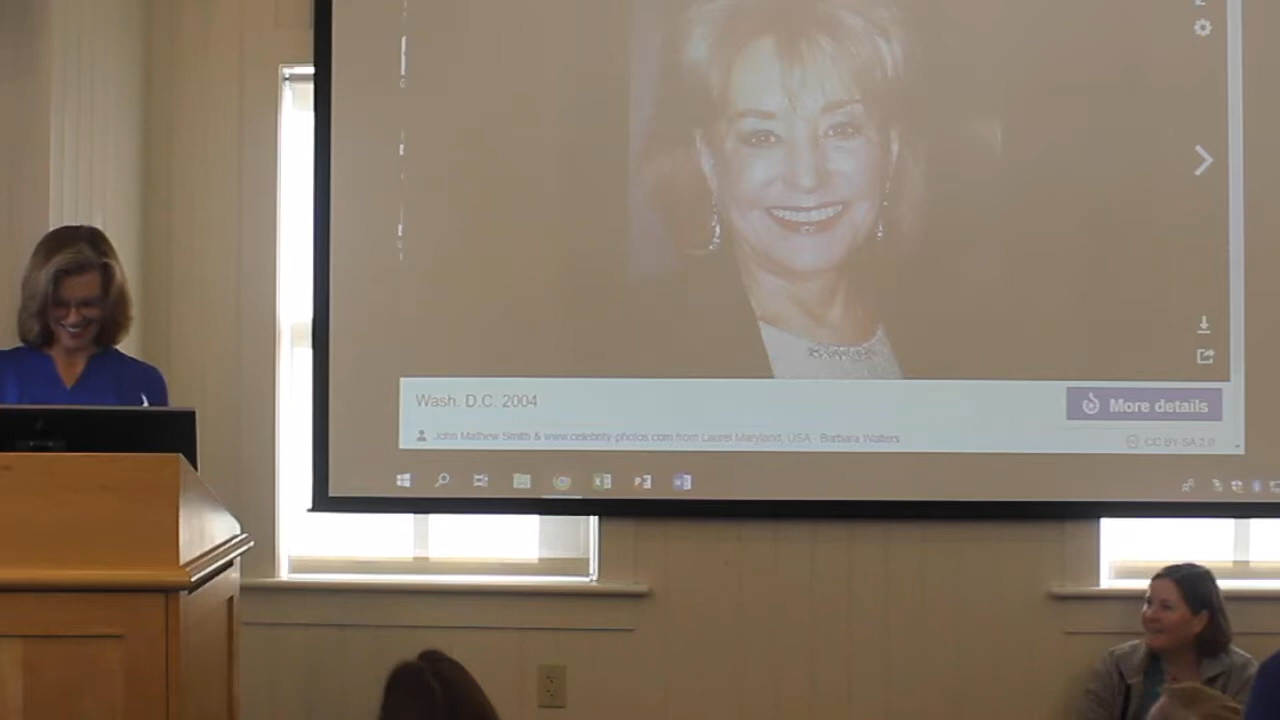 Wash. D.C. 2004
More details
John Mathew Smith & www.celebrity-photos.com from Laurel Maryland, USA - Barbara Walters
CC BY-SA 2.0